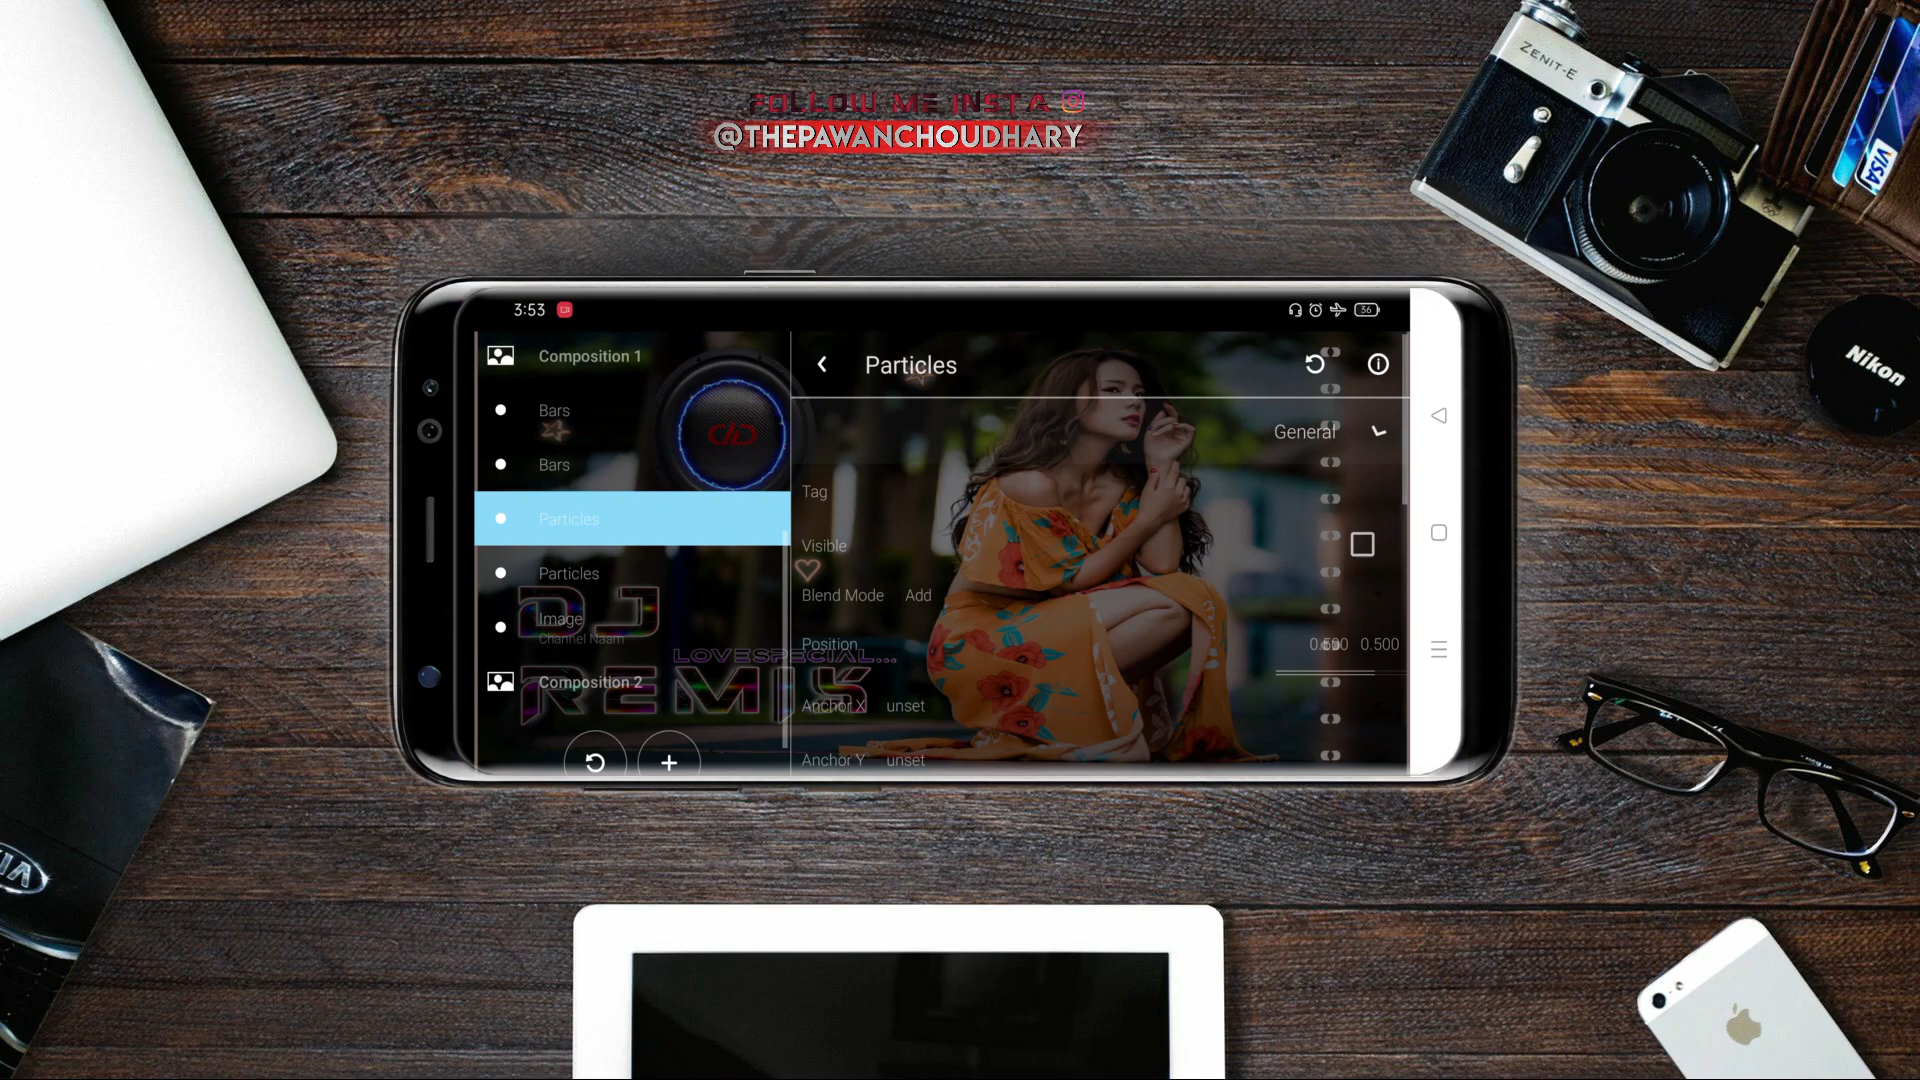 FOLLOW ME INSTA
@THEPAWANCHOUDHARY
ZENIT-E
VISA
Nikon
3:53
36
Composition 1
Bars
Bars
Particles
Particles
Image
Channel Naam
Composition 2
DJ
LOVESPECIAL...
REMIX
Particles
General
Tag
Visible
Blend Mode Add
Position 0.500 0.500
Anchor X unset
Anchor Y unset
KIA